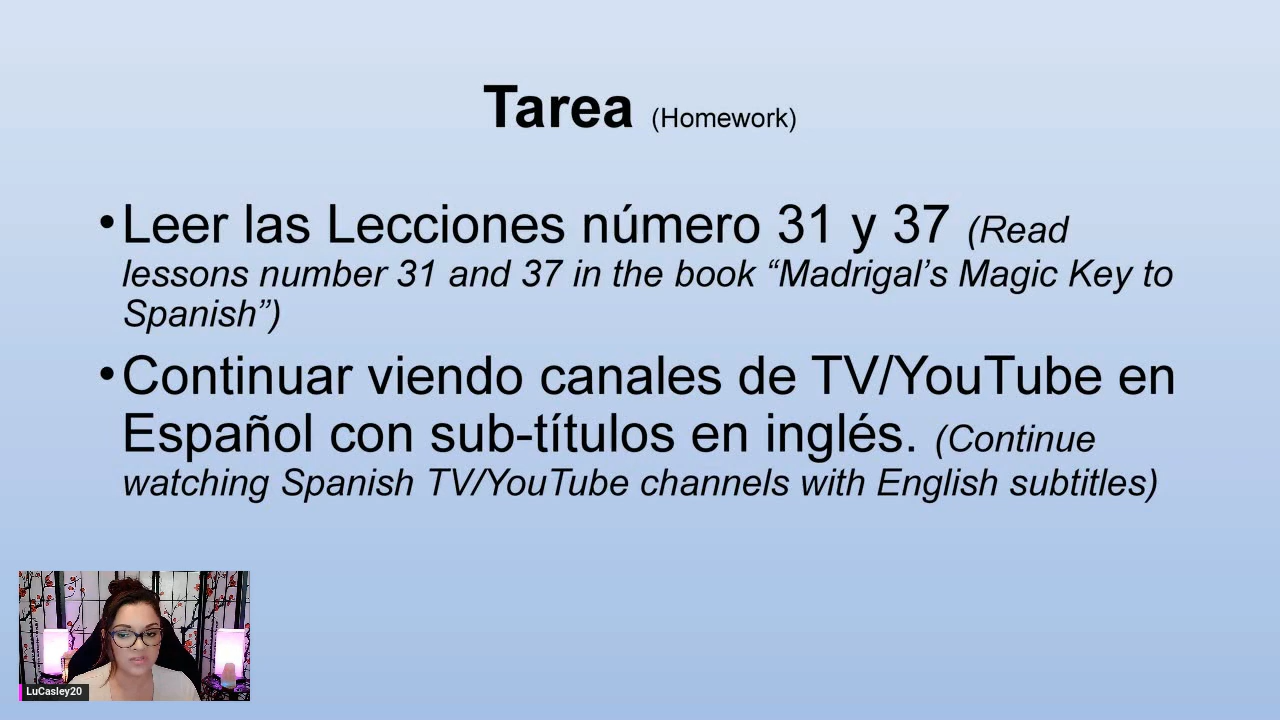 Tarea (Homework)
•Leer las Lecciones número 31 y 37 (Read
lessons number 31 and 37 in the book “Madrigal’s Magic Key to
Spanish”)
•Continuar viendo canales de TV/YouTube en
Español con sub-títulos en inglés. (Continue
watching Spanish TV/YouTube channels with English subtitles)
LuCasley20